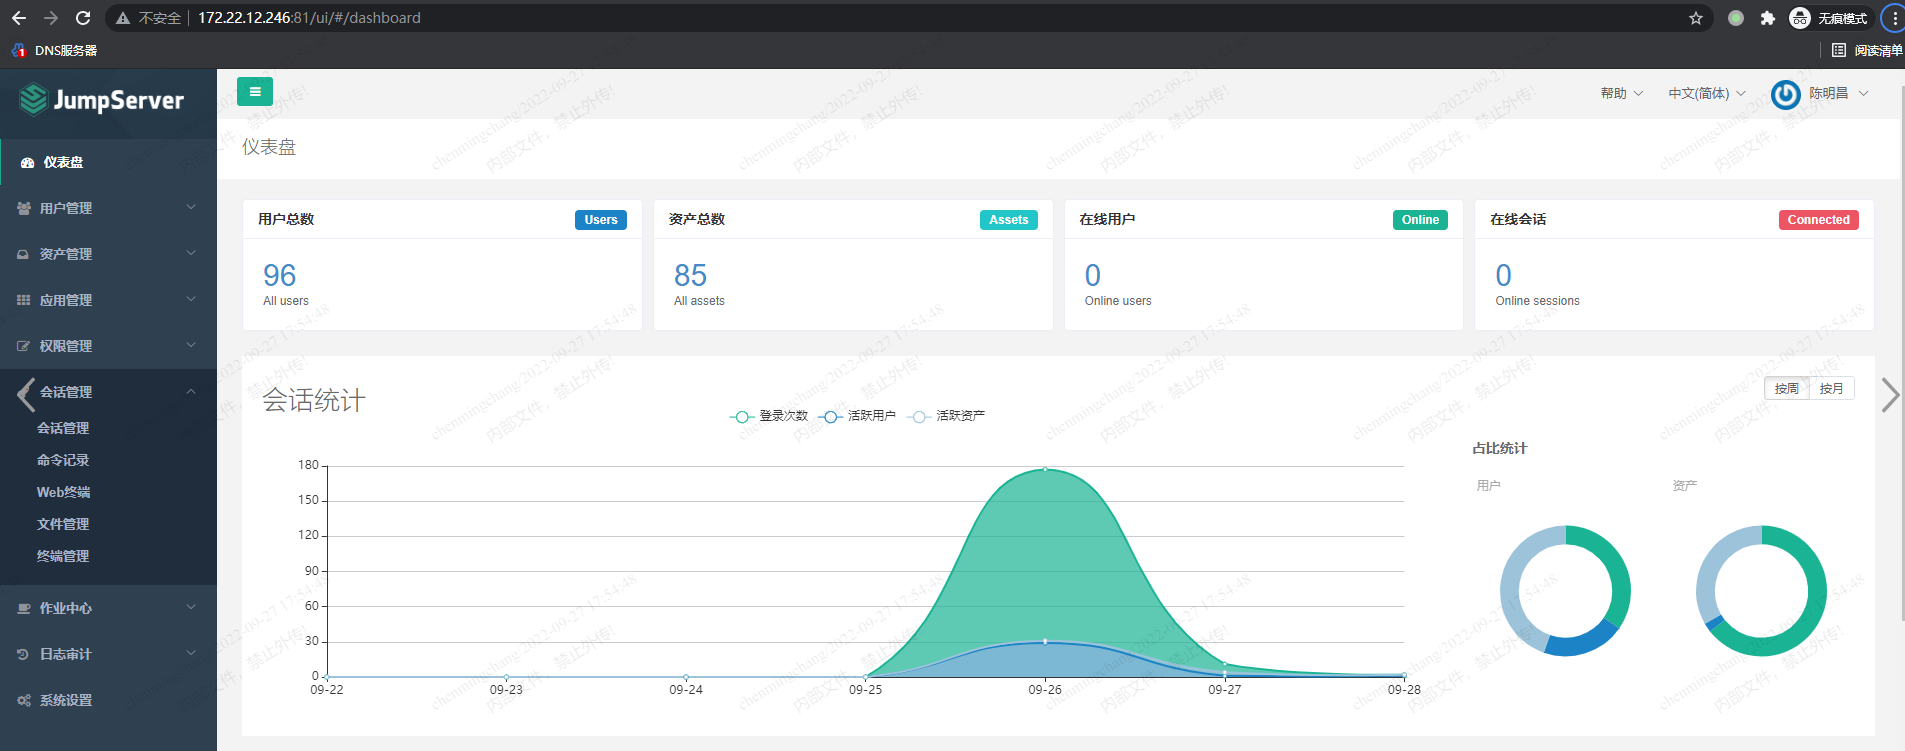 不安全 172.22.12.246:81/ui/#/dashboard 无痕模式
DNS服务器 阅读清单
JumpServer
帮助 中文(简体) 陈明昌
仪表盘
仪表盘
用户管理
资产管理
应用管理
权限管理
会话管理
会话管理
命令记录
Web终端
文件管理
终端管理
作业中心
日志审计
系统设置
用户总数 Users
96
All users
资产总数 Assets
85
All assets
在线用户 Online
0
Online users
在线会话 Connected
0
Online sessions
会话统计
按周 按月
登录次数 活跃用户 活跃资产
180
150
120
90
60
30
0
09-22 09-23 09-24 09-25 09-26 09-27 09-28
占比统计
用户 资产
chenmingchang/2022-09-27 17:54:48
内部文件，禁止外传!